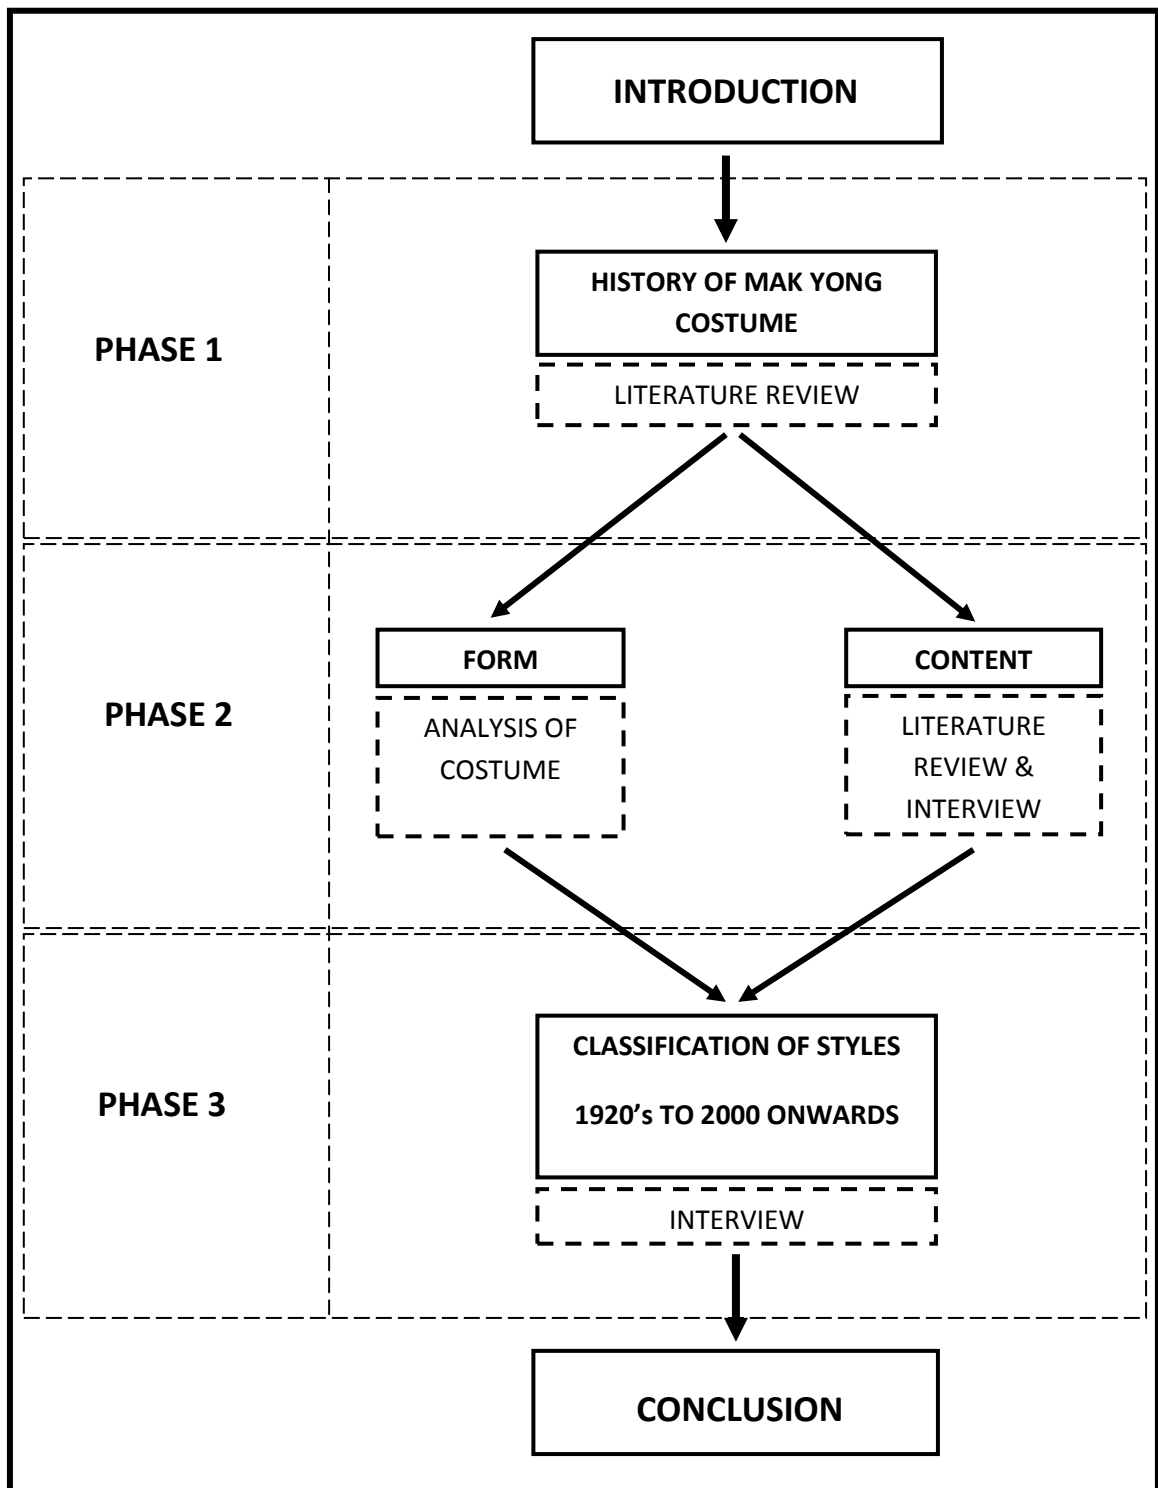 INTRODUCTION
PHASE 1
HISTORY OF MAK YONG
COSTUME
LITERATURE REVIEW
PHASE 2
FORM
ANALYSIS OF
COSTUME
CONTENT
LITERATURE
REVIEW &
INTERVIEW
PHASE 3
CLASSIFICATION OF STYLES
1920's TO 2000 ONWARDS
INTERVIEW
CONCLUSION